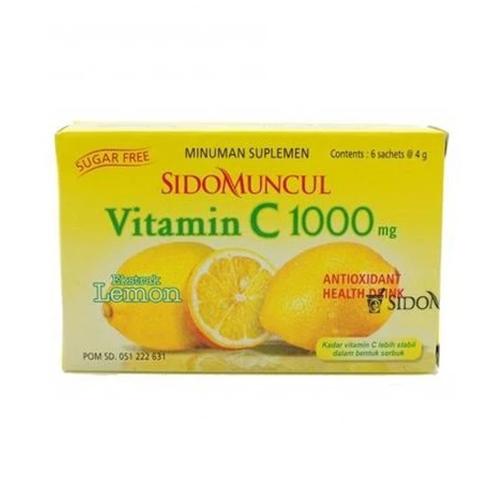 SUGAR FREE
MINUMAN SUPLEMEN
Contents : 6 sachets @ 4 g
SIDOMUNCUL
Vitamin C 1000 mg
Ekstrak
Lemon
ANTIOXIDANT
HEALTH DRINK
SIDOM
Kadar vitamin C lebih stabil
dalam bentuk serbuk
POM SD. 051 222 631